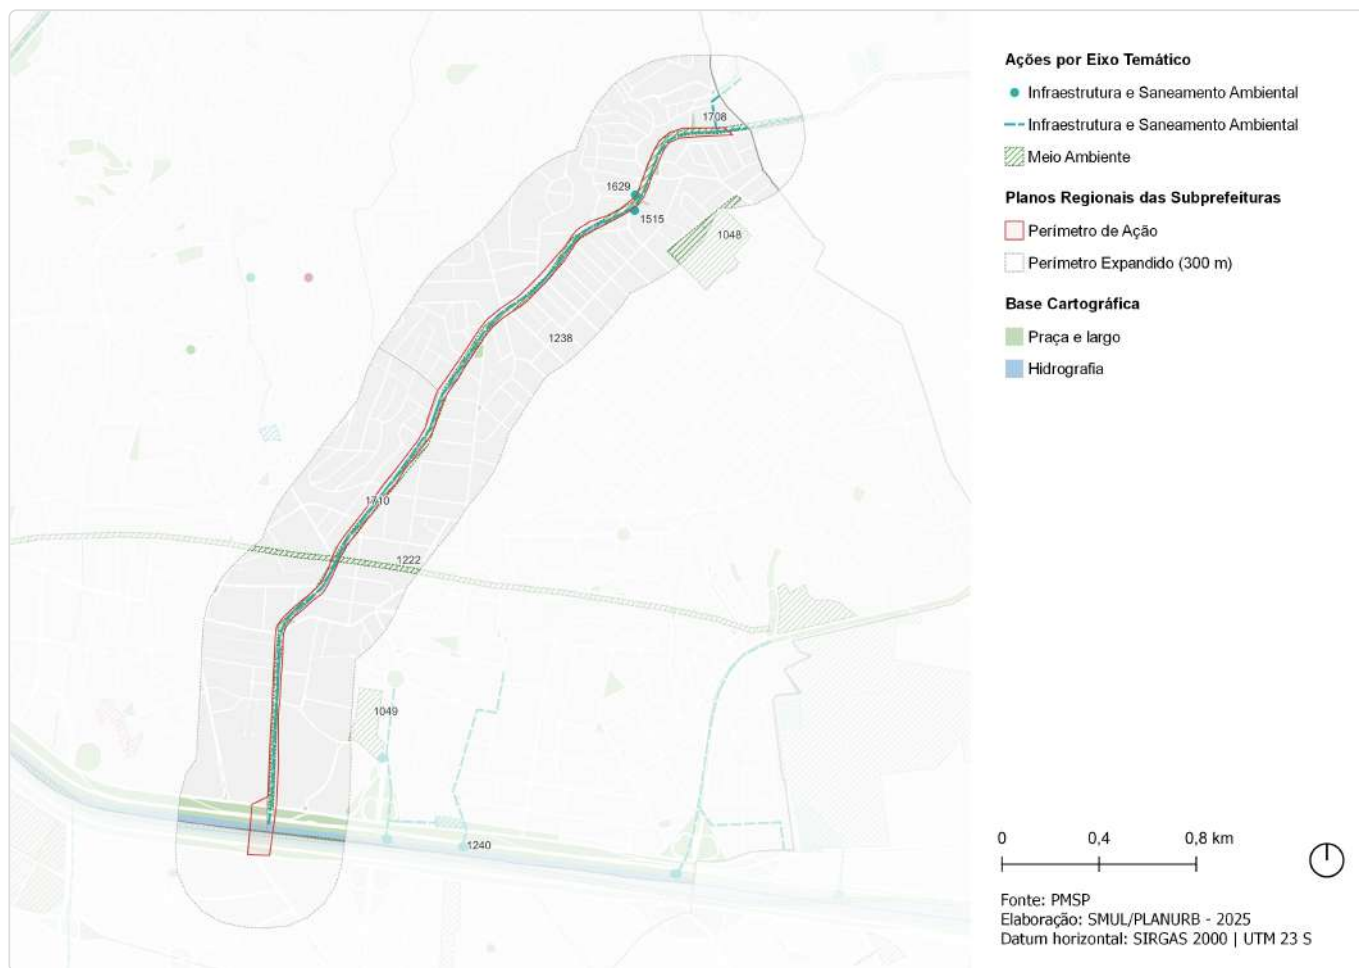 Ações por Eixo Temático
Infraestrutura e Saneamento Ambiental
Infraestrutura e Saneamento Ambiental
Meio Ambiente
Planos Regionais das Subprefeituras
Perímetro de Ação
Perímetro Expandido (300 m)
Base Cartográfica
Praça e largo
Hidrografia
1708
1629
1515
1048
1238
1710
1222
1049
1240
0 0,4 0,8 km
Fonte: PMSP
Elaboração: SMUL/PLANURB - 2025
Datum horizontal: SIRGAS 2000 | UTM 23 S